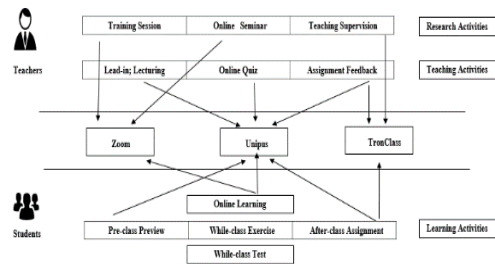 Training Session
Online Seminar
Teaching Supervision
Research Activities
Teachers
Lead-in; Lecturing
Online Quiz
Assignment Feedback
Teaching Activities
Zoom
Unipus
TronClass
Online Learning
Students
Pre-class Preview
While-class Exercise
After-class Assignment
Learning Activities
While-class Test